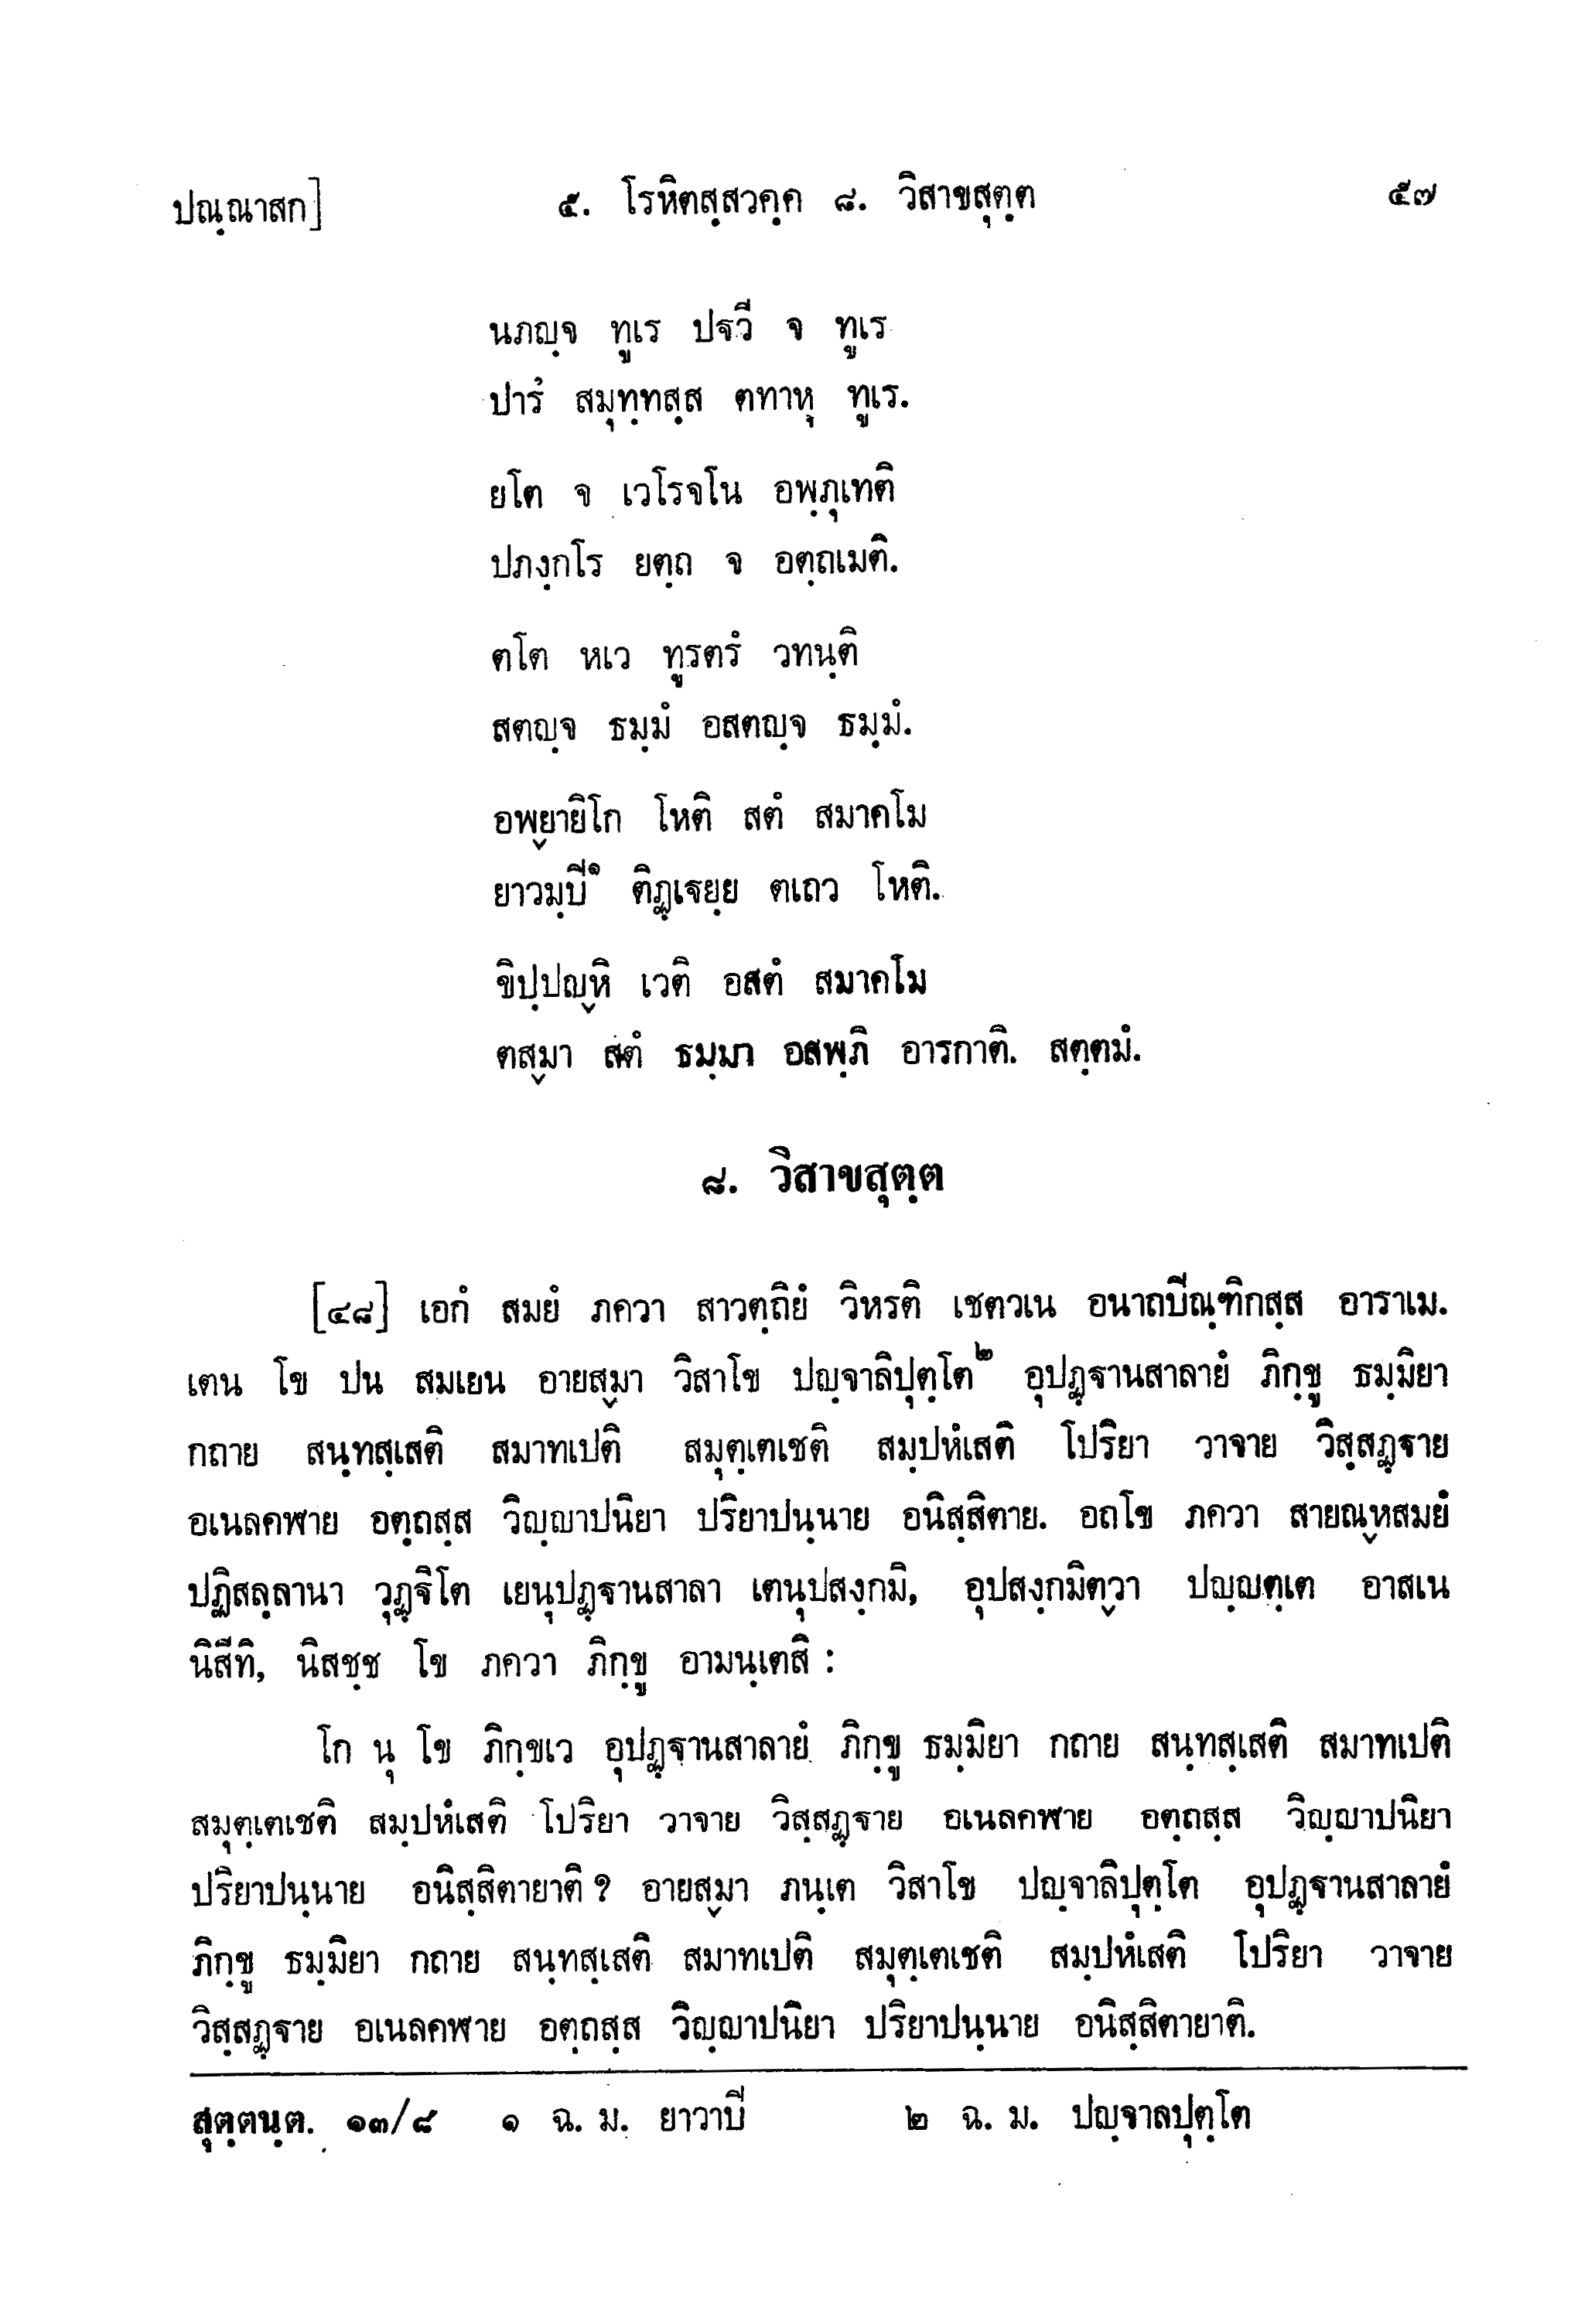 ปณฺณาสก]	๕. โรหิตสฺสวคฺค ๘. วิสาขสุตฺต	๕๗
นภญฺจ ทูเร ปฐวี จ ทูเร
ปารํ สมุทฺทสฺส ตทาหุ ทูเร.
ยโต จ เวโรจโน อพฺภุเทติ
ปภงฺกโร ยตฺถ จ อตฺถเมติ.
ตโต หเว ทูรตรํ วทนฺติ
สตญฺจ ธมฺมํ อสตญฺจ ธมฺมํ.
อพฺยายิโก โหติ สตํ สมาคโม
ยาวมฺปี๑ ติฏฺเฐยฺย ตเถว โหติ.
ขิปฺปญฺหิ เวติ อสตํ สมาคโม
ตสฺมา สตํ ธมฺมา อสพฺภิ อารกาติ. สตฺตมํ.
๘. วิสาขสุตฺต
[๔๘] เอกํ สมยํ ภควา สาวตฺถิยํ วิหรติ เชตวเน อนาถปีณฺฑิกสฺส อาราเม.
เตน โข ปน สมเยน อายสฺมา วิสาโข ปญฺจาลิปุตฺโต๒ อุปฏฺฐานสาลายํ ภิกฺขู ธมฺมิยา
กถาย สนฺทสฺเสติ สมาทเปติ สมุตฺเตเชติ สมฺปหํเสติ โปริยา วาจาย วิสฺสฏฺฐาย
อเนลคฬาย อตฺถสฺส วิญฺญาปนิยา ปริยาปนฺนาย อนิสฺสิตาย. อถโข ภควา สายณฺหสมยํ
ปฏิสลฺลานา วุฏฺฐิโต เยนุปฏฺฐานสาลา เตนุปสงฺกมิ, อุปสงฺกมิตฺวา ปญฺญตฺเต อาสเน
นิสีทิ, นิสชฺช โข ภควา ภิกฺขู อามนฺเตสิ :
โก นุ โข ภิกฺขเว อุปฏฺฐานสาลายํ ภิกฺขู ธมฺมิยา กถาย สนฺทสฺเสติ สมาทเปติ
สมุตฺเตเชติ สมฺปหํเสติ โปริยา วาจาย วิสฺสฏฺฐาย อเนลคฬาย อตฺถสฺส วิญฺญาปนิยา
ปริยาปนฺนาย อนิสฺสิตายาติ ? อายสฺมา ภนฺเต วิสาโข ปญฺจาลิปุตฺโต อุปฏฺฐานสาลายํ
ภิกฺขู ธมฺมิยา กถาย สนฺทสฺเสติ สมาทเปติ สมุตฺเตเชติ สมฺปหํเสติ โปริยา วาจาย
วิสฺสฏฺฐาย อเนลคฬาย อตฺถสฺส วิญฺญาปนิยา ปริยาปนฺนาย อนิสฺสิตายาติ.
สุตฺตนฺต. ๑๓/๘	๑ ฉ. ม. ยาวาปี	๒ ฉ. ม. ปญฺจาลปุตฺโต